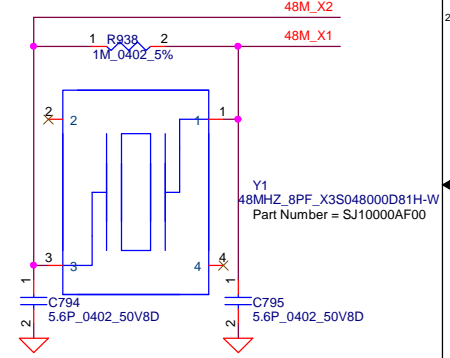 48M_X2
2
48M_X1
1 R938 2
1M_0402_5%
2 2 1 1
Y1
48MHZ_8PF_X3S048000D81H-W
Part Number = SJ10000AF00
3 3 4 4
1 1
C794 C795
5.6P_0402_50V8D 5.6P_0402_50V8D
2 2